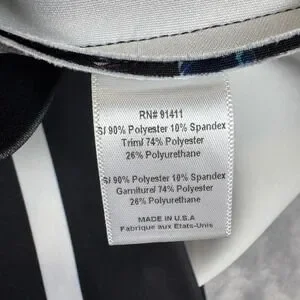 RN# 91411
S/ 90% Polyester 10% Spandex
Trim/ 74% Polyester
26% Polyurethane
S/ 90% Polyester 10% Spandex
Garniture/ 74% Polyester
26% Polyurethane
MADE IN U.S.A
Fabrique aux Etats-Unis